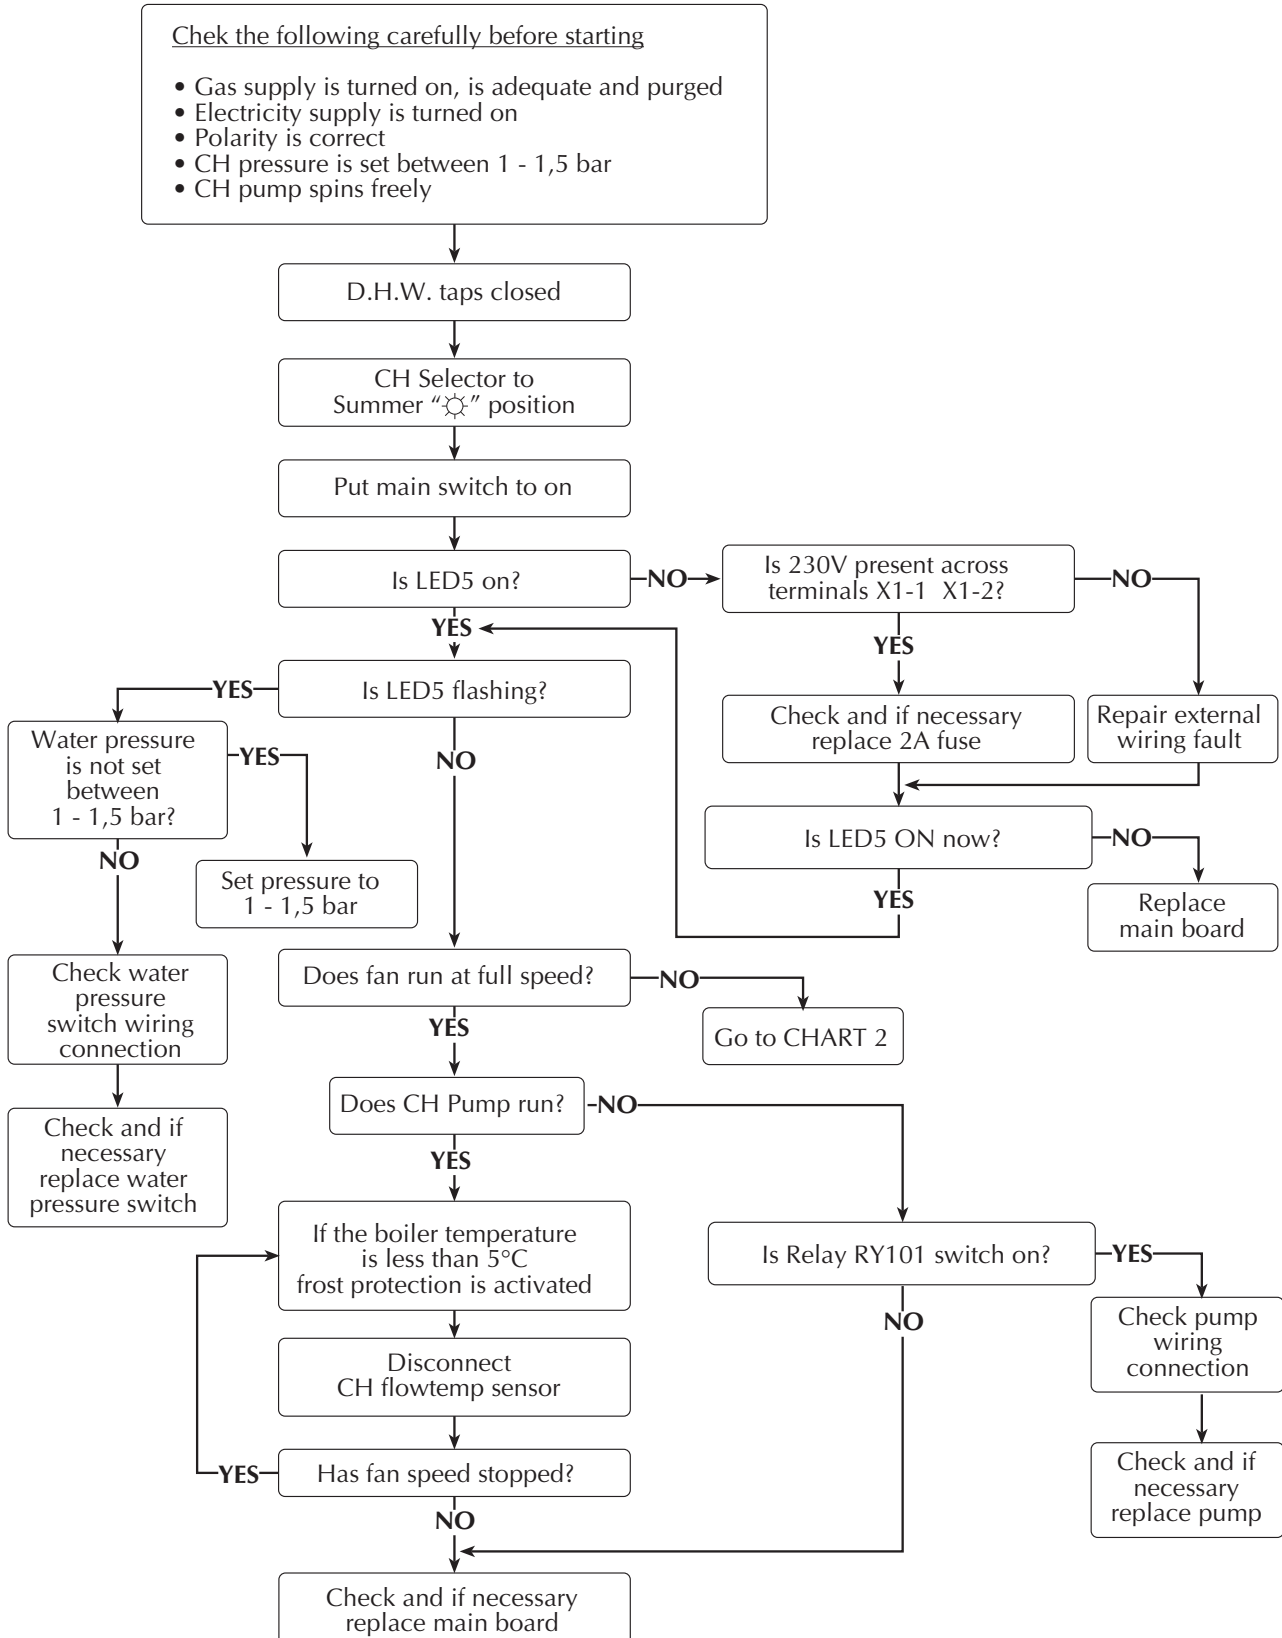 Chek the following carefully before starting
• Gas supply is turned on, is adequate and purged
• Electricity supply is turned on
• Polarity is correct
• CH pressure is set between 1 - 1,5 bar
• CH pump spins freely
D.H.W. taps closed
CH Selector to
Summer “☼” position
Put main switch to on
Is LED5 on?
NO
Is 230V present across
terminals X1-1 X1-2?
NO
YES
YES
Is LED5 flashing?
YES
Check and if necessary
replace 2A fuse
Repair external
wiring fault
Water pressure
is not set
between
1 - 1,5 bar?
YES
NO
Is LED5 ON now?
NO
NO
Set pressure to
1 - 1,5 bar
YES
Replace
main board
Check water
pressure
switch wiring
connection
Does fan run at full speed?
NO
YES
Go to CHART 2
Does CH Pump run?
NO
Check and if
necessary
replace water
pressure switch
YES
If the boiler temperature
is less than 5°C
frost protection is activated
Is Relay RY101 switch on?
YES
NO
Check pump
wiring
connection
Disconnect
CH flowtemp sensor
Has fan speed stopped?
YES
Check and if
necessary
replace pump
NO
Check and if necessary
replace main board